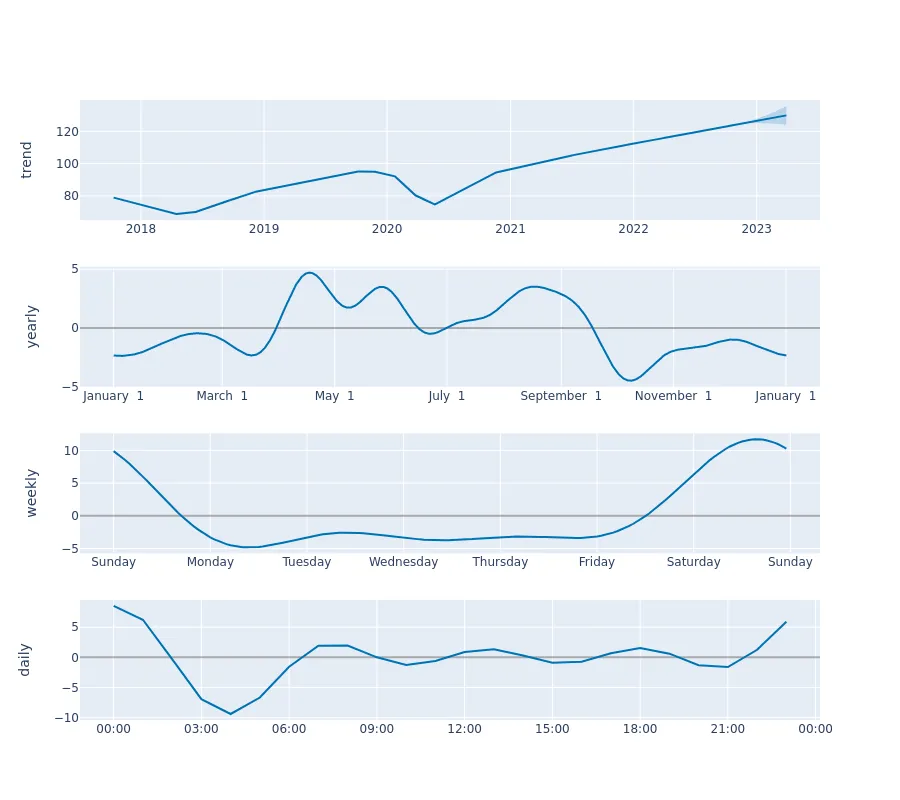 trend
120
100
80
2018 2019 2020 2021 2022 2023
yearly
5
0
−5
January 1 March 1 May 1 July 1 September 1 November 1 January 1
weekly
10
5
0
−5
Sunday Monday Tuesday Wednesday Thursday Friday Saturday Sunday
daily
5
0
−5
−10
00:00 03:00 06:00 09:00 12:00 15:00 18:00 21:00 00:00